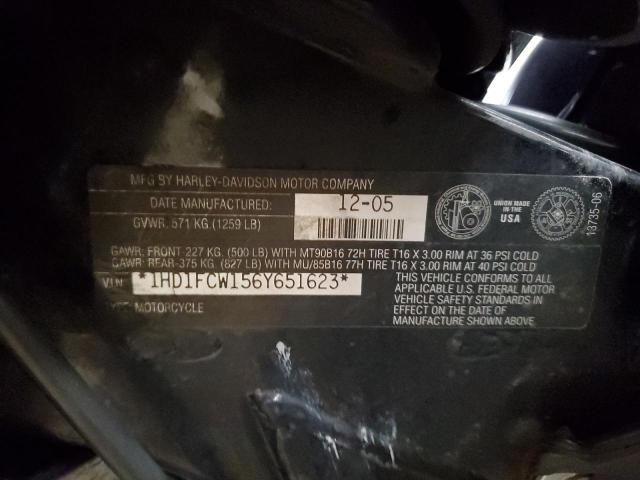 MFG BY HARLEY-DAVIDSON MOTOR COMPANY
DATE MANUFACTURED: 12-05
GVWR. 571 KG (1259 LB)
UNION MADE IN THE USA
13735-06
GAWR: FRONT 227 KG. (500 LB) WITH MT90B16 72H TIRE T16 X 3.00 RIM AT 36 PSI COLD
GAWR: REAR-375 KG. (827 LB) WITH MU/85B16 77H TIRE T16 X 3.00 RIM AT 40 PSI COLD
VIN *1HD1FCW156Y651623*
THIS VEHICLE CONFORMS TO ALL
APPLICABLE U.S. FEDERAL MOTOR
VEHICLE SAFETY STANDARDS IN EFFECT
ON DATE OF MANUFACTURE SHOWN ABOVE
MOTORCYCLE